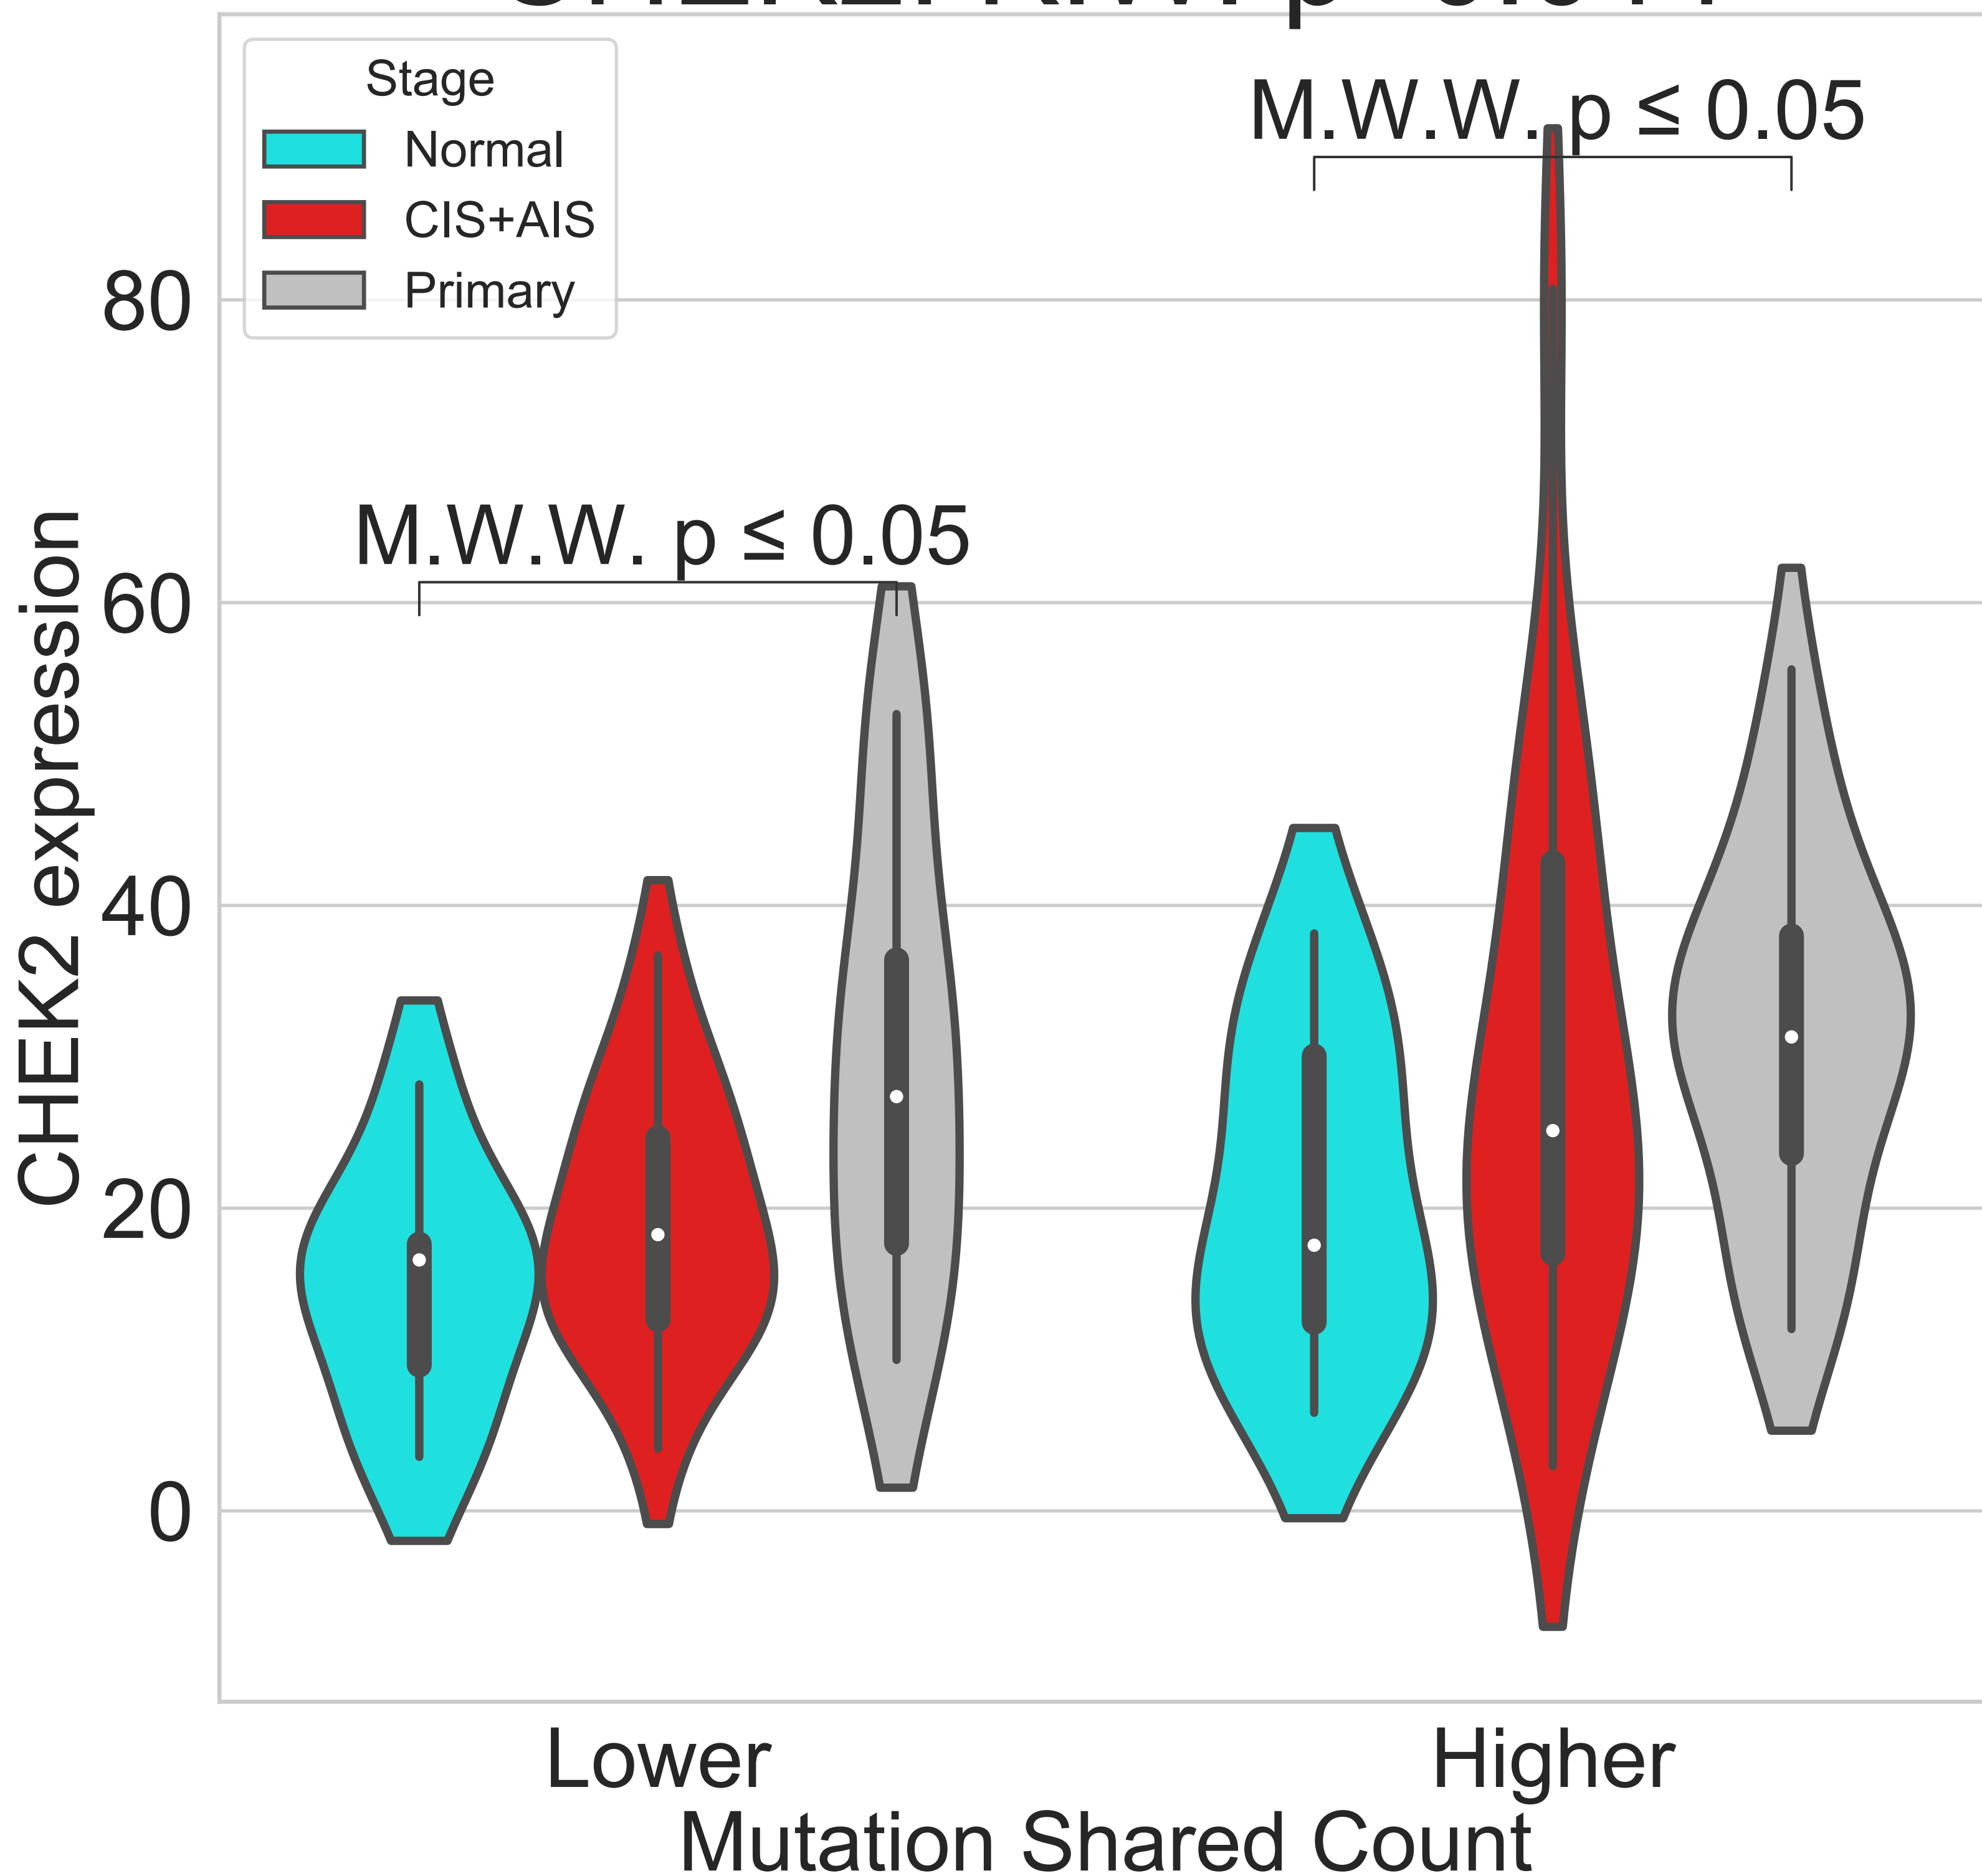 Stage
Normal
CIS+AIS
Primary
M.W.W. p ≤ 0.05
M.W.W. p ≤ 0.05
80
60
40
20
0
CHEK2 expression
Lower
Higher
Mutation Shared Count